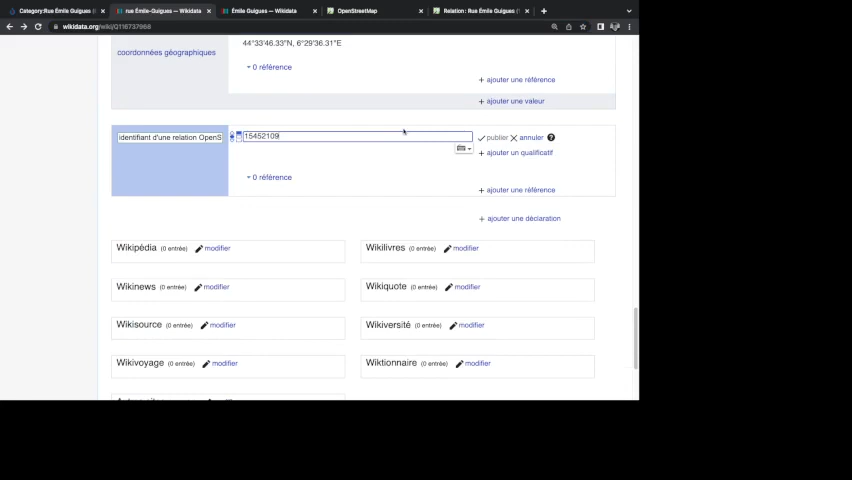 Category:Rue Émile Guigues
rue Émile-Guigues — Wikidata
Émile Guigues — Wikidata
OpenStreetMap
Relation : Rue Émile Guigues
wikidata.org/wiki/Q116737968
44°33'46.33"N, 6°29'36.31"E
coordonnées géographiques
0 référence
+ ajouter une référence
+ ajouter une valeur
identifiant d'une relation OpenS
15452109
publier
annuler
+ ajouter un qualificatif
0 référence
+ ajouter une référence
+ ajouter une déclaration
Wikipédia (0 entrée) modifier
Wikilivres (0 entrée) modifier
Wikinews (0 entrée) modifier
Wikiquote (0 entrée) modifier
Wikisource (0 entrée) modifier
Wikiversité (0 entrée) modifier
Wikivoyage (0 entrée) modifier
Wiktionnaire (0 entrée) modifier